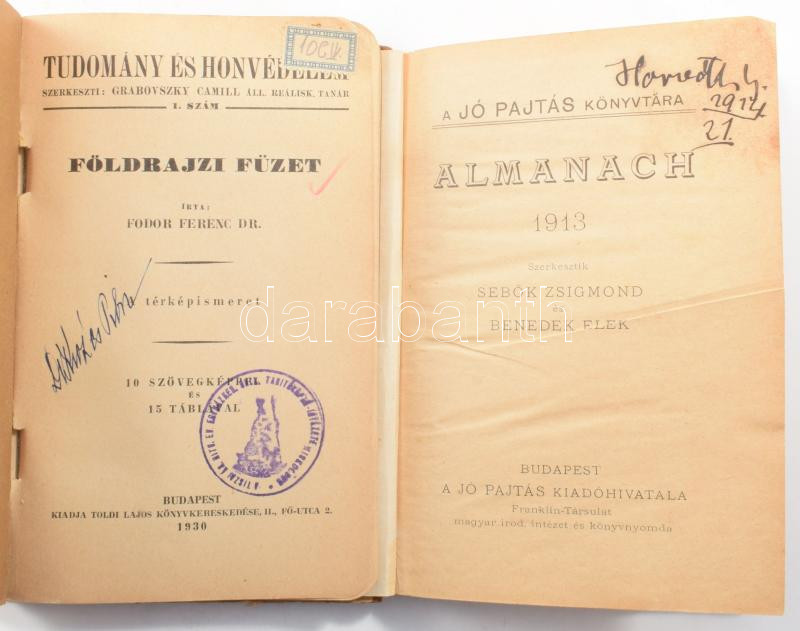 TUDOMÁNY ÉS HONVÉDELEM
SZERKESZTI: GRABOVSZKY CAMILL ÁLL. REÁLISK. TANÁR
1. SZÁM
FÖLDRAJZI FÜZET
ÍRTA:
FODOR FERENC DR.
A térképismeret
10 SZÖVEGKÉPPEL
ÉS
15 TÁBLÁVAL
BUDAPEST
KIADJA TOLDI LAJOS KÖNYVKERESKEDÉSE, II., FŐ-UTCA 2.
1930
A JÓ PAJTÁS KÖNYVTÁRA
ALMANACH
1913
Szerkesztik
SEBŐK ZSIGMOND
és
BENEDEK ELEK
BUDAPEST
A JÓ PAJTÁS KIADÓHIVATALA
Franklin-Társulat
magyar irod. intézet és könyvnyomda
darabanth